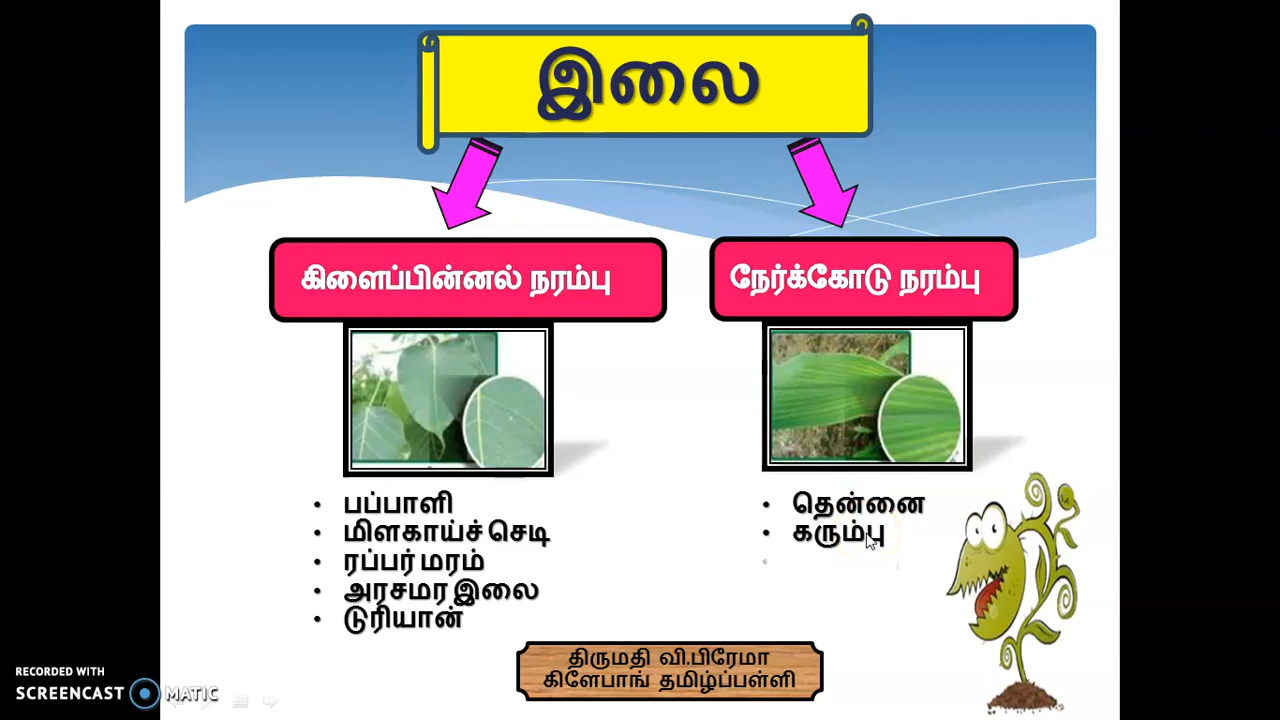 இலை
கிளைப்பின்னல் நரம்பு
நேர்க்கோடு நரம்பு
• பப்பாளி
• மிளகாய்ச் செடி
• ரப்பர் மரம்
• அரசமர இலை
• டுரியான்
• தென்னை
• கரும்பு
திருமதி வி.பிரேமா
கிளேபாங் தமிழ்ப்பள்ளி
RECORDED WITH
SCREENCAST MATIC